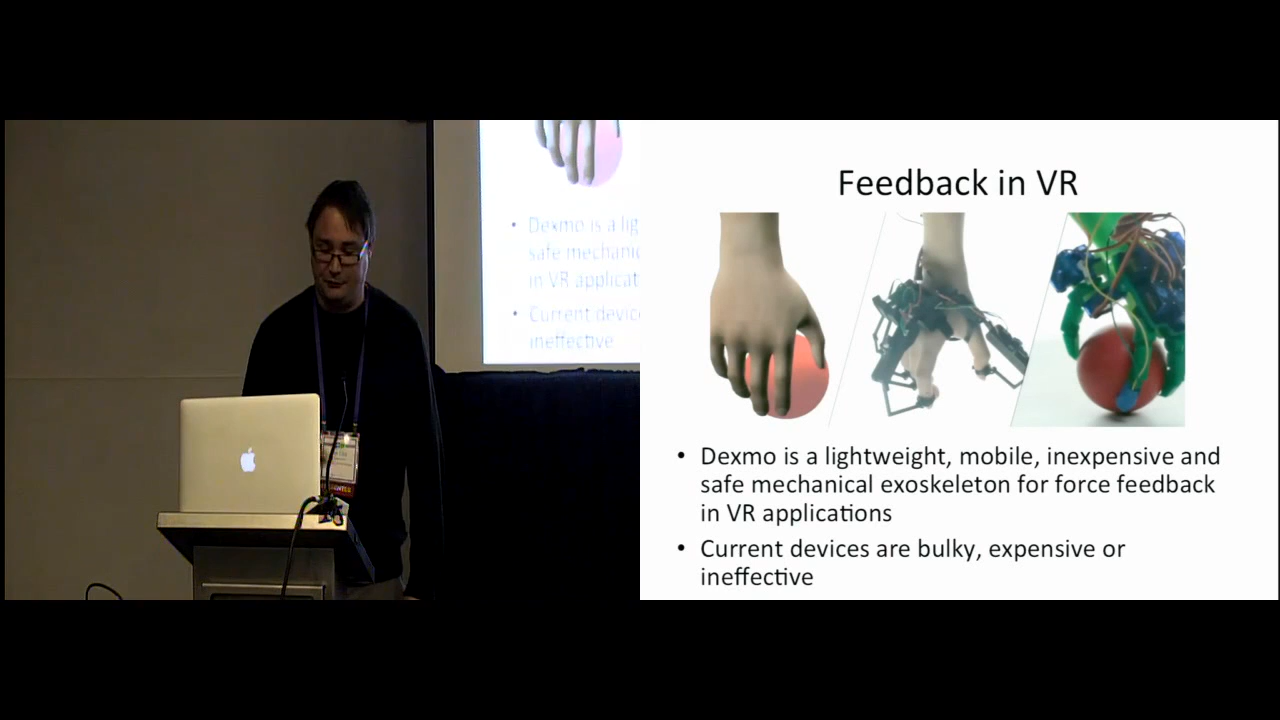 Dexmo is a lig
safe mechanic
in VR applicat
Current device
ineffective
Feedback in VR
• Dexmo is a lightweight, mobile, inexpensive and
safe mechanical exoskeleton for force feedback
in VR applications
• Current devices are bulky, expensive or
ineffective